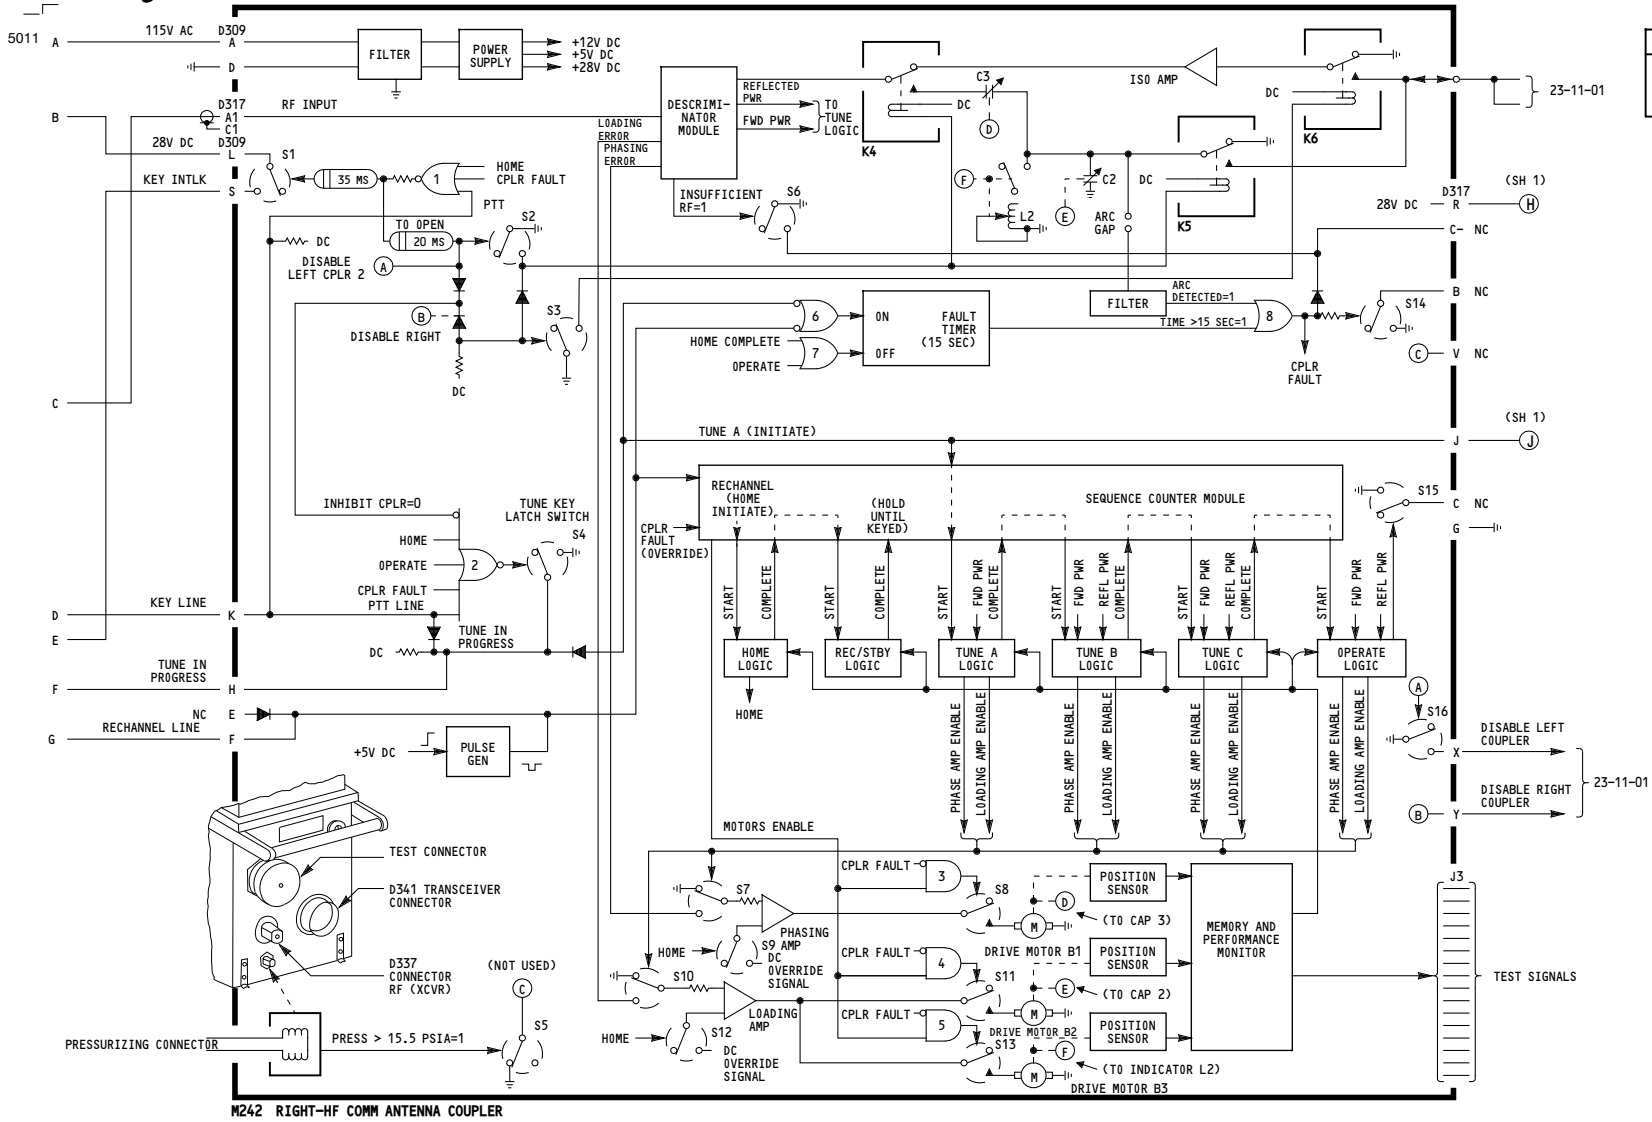 5011
A
115V AC
D309
A
D
FILTER
POWER
SUPPLY
+12V DC
+5V DC
+28V DC
B
D317
A1
C1
RF INPUT
D309
28V DC
L
S1
KEY INTLK
S
35 MS
1
HOME
CPLR FAULT
PTT
TO OPEN
20 MS
S2
DC
DISABLE
LEFT CPLR 2
A
B
DISABLE RIGHT
DC
S3
DESCRIMI-
NATOR
MODULE
LOADING
ERROR
PHASING
ERROR
REFLECTED
PWR
FWD PWR
TO
TUNE
LOGIC
INSUFFICIENT
RF=1
S6
K4
DC
C3
D
ISO AMP
K6
DC
23-11-01
F
L2
E
C2
ARC
GAP
K5
DC
D317
28V DC
R
(SH 1)
H
C- NC
B NC
S14
C
V NC
6
HOME COMPLETE
OPERATE
7
ON
OFF
FAULT
TIMER
(15 SEC)
FILTER
ARC
DETECTED=1
TIME >15 SEC=1
8
CPLR
FAULT
C
TUNE A (INITIATE)
J
(SH 1)
J
RECHANNEL
(HOME
INITIATE)
(HOLD
UNTIL
KEYED)
SEQUENCE COUNTER MODULE
CPLR
FAULT
(OVERRIDE)
S15
C NC
G
INHIBIT CPLR=0
HOME
OPERATE
CPLR FAULT
PTT LINE
2
TUNE KEY
LATCH SWITCH
S4
D
KEY LINE
K
E
DC
TUNE IN
PROGRESS
F
TUNE IN
PROGRESS
H
NC
E
G
RECHANNEL LINE
F
+5V DC
PULSE
GEN
START
COMPLETE
START
COMPLETE
START
FWD PWR
COMPLETE
START
FWD PWR
REFL PWR
COMPLETE
START
FWD PWR
REFL PWR
COMPLETE
START
FWD PWR
REFL PWR
HOME
LOGIC
REC/STBY
LOGIC
TUNE A
LOGIC
TUNE B
LOGIC
TUNE C
LOGIC
OPERATE
LOGIC
HOME
PHASE AMP ENABLE
LOADING AMP ENABLE
PHASE AMP ENABLE
LOADING AMP ENABLE
PHASE AMP ENABLE
LOADING AMP ENABLE
PHASE AMP ENABLE
LOADING AMP ENABLE
A
S16
DISABLE LEFT
COUPLER
X
DISABLE RIGHT
COUPLER
B
Y
23-11-01
MOTORS ENABLE
TEST CONNECTOR
D341 TRANSCEIVER
CONNECTOR
D337
CONNECTOR
RF (XCVR)
(NOT USED)
C
S5
PRESSURIZING CONNECTOR
PRESS > 15.5 PSIA=1
S7
PHASING
AMP
HOME
S9
DC
OVERRIDE
SIGNAL
S10
LOADING
AMP
HOME
S12
DC
OVERRIDE
SIGNAL
CPLR FAULT
3
S8
M
D
(TO CAP 3)
DRIVE MOTOR B1
CPLR FAULT
4
S11
M
E
(TO CAP 2)
DRIVE MOTOR B2
CPLR FAULT
5
S13
M
F
(TO INDICATOR L2)
DRIVE MOTOR B3
POSITION
SENSOR
POSITION
SENSOR
POSITION
SENSOR
MEMORY AND
PERFORMANCE
MONITOR
J3
TEST SIGNALS
M242 RIGHT-HF COMM ANTENNA COUPLER